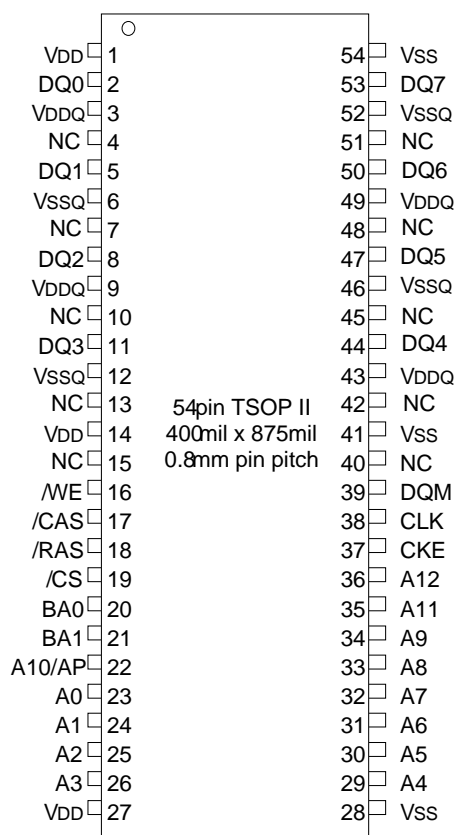 VDD 1 54 VSS
DQ0 2 53 DQ7
VDDQ 3 52 VSSQ
NC 4 51 NC
DQ1 5 50 DQ6
VSSQ 6 49 VDDQ
NC 7 48 NC
DQ2 8 47 DQ5
VDDQ 9 46 VSSQ
NC 10 45 NC
DQ3 11 44 DQ4
VSSQ 12 43 VDDQ
NC 13 54pin TSOP II 42 NC
VDD 14 400mil x 875mil 41 VSS
NC 15 0.8mm pin pitch 40 NC
/WE 16 39 DQM
/CAS 17 38 CLK
/RAS 18 37 CKE
/CS 19 36 A12
BA0 20 35 A11
BA1 21 34 A9
A10/AP 22 33 A8
A0 23 32 A7
A1 24 31 A6
A2 25 30 A5
A3 26 29 A4
VDD 27 28 VSS